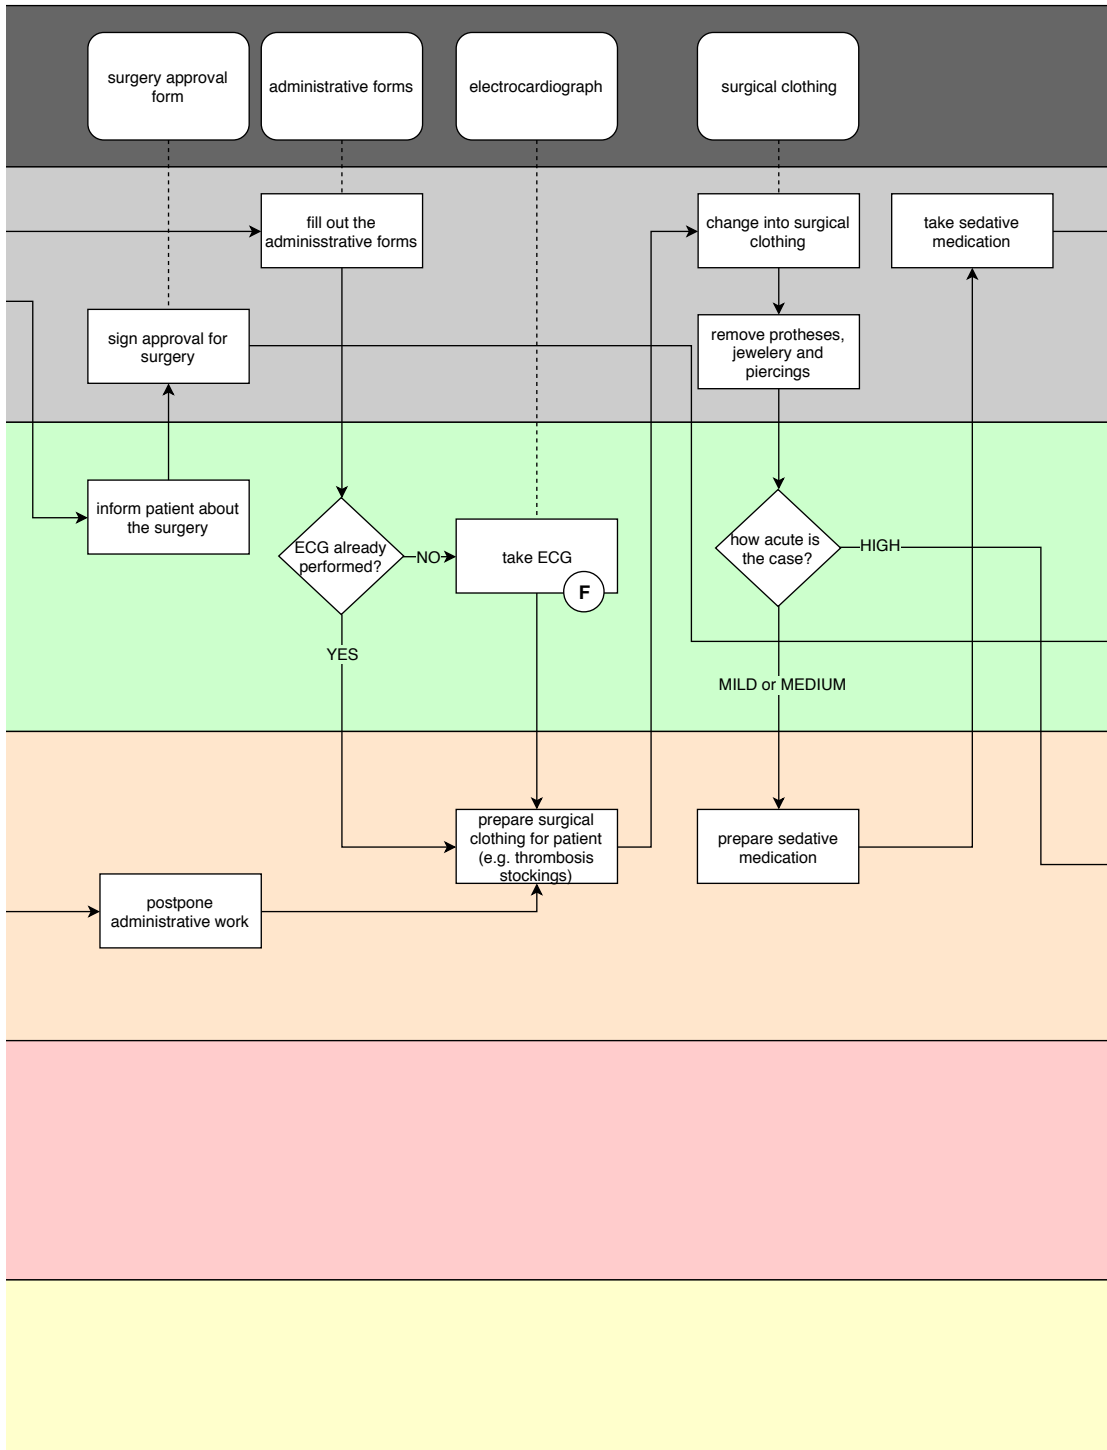 surgery approval
form
administrative forms
electrocardiograph
surgical clothing
fill out the
adminisstrative forms
change into surgical
clothing
take sedative
medication
sign approval for
surgery
remove protheses,
jewelery and
piercings
inform patient about
the surgery
ECG already
performed?
NO
take ECG
F
how acute is
the case?
HIGH
YES
MILD or MEDIUM
prepare surgical
clothing for patient
(e.g. thrombosis
stockings)
prepare sedative
medication
postpone
administrative work